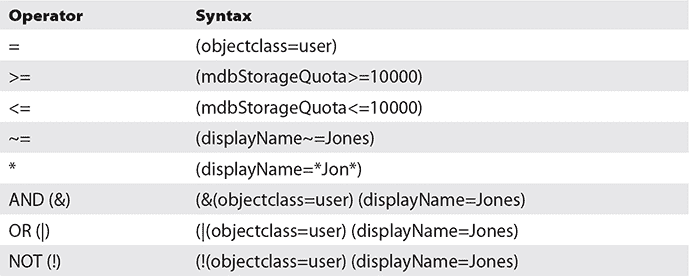 Operator Syntax
= (objectclass=user)
>= (mdbStorageQuota>=10000)
<= (mdbStorageQuota<=10000)
~= (displayName~=Jones)
* (displayName=*Jon*)
AND (&) (&(objectclass=user) (displayName=Jones)
OR (|) (|(objectclass=user) (displayName=Jones)
NOT (!) (!(objectclass=user) (displayName=Jones)